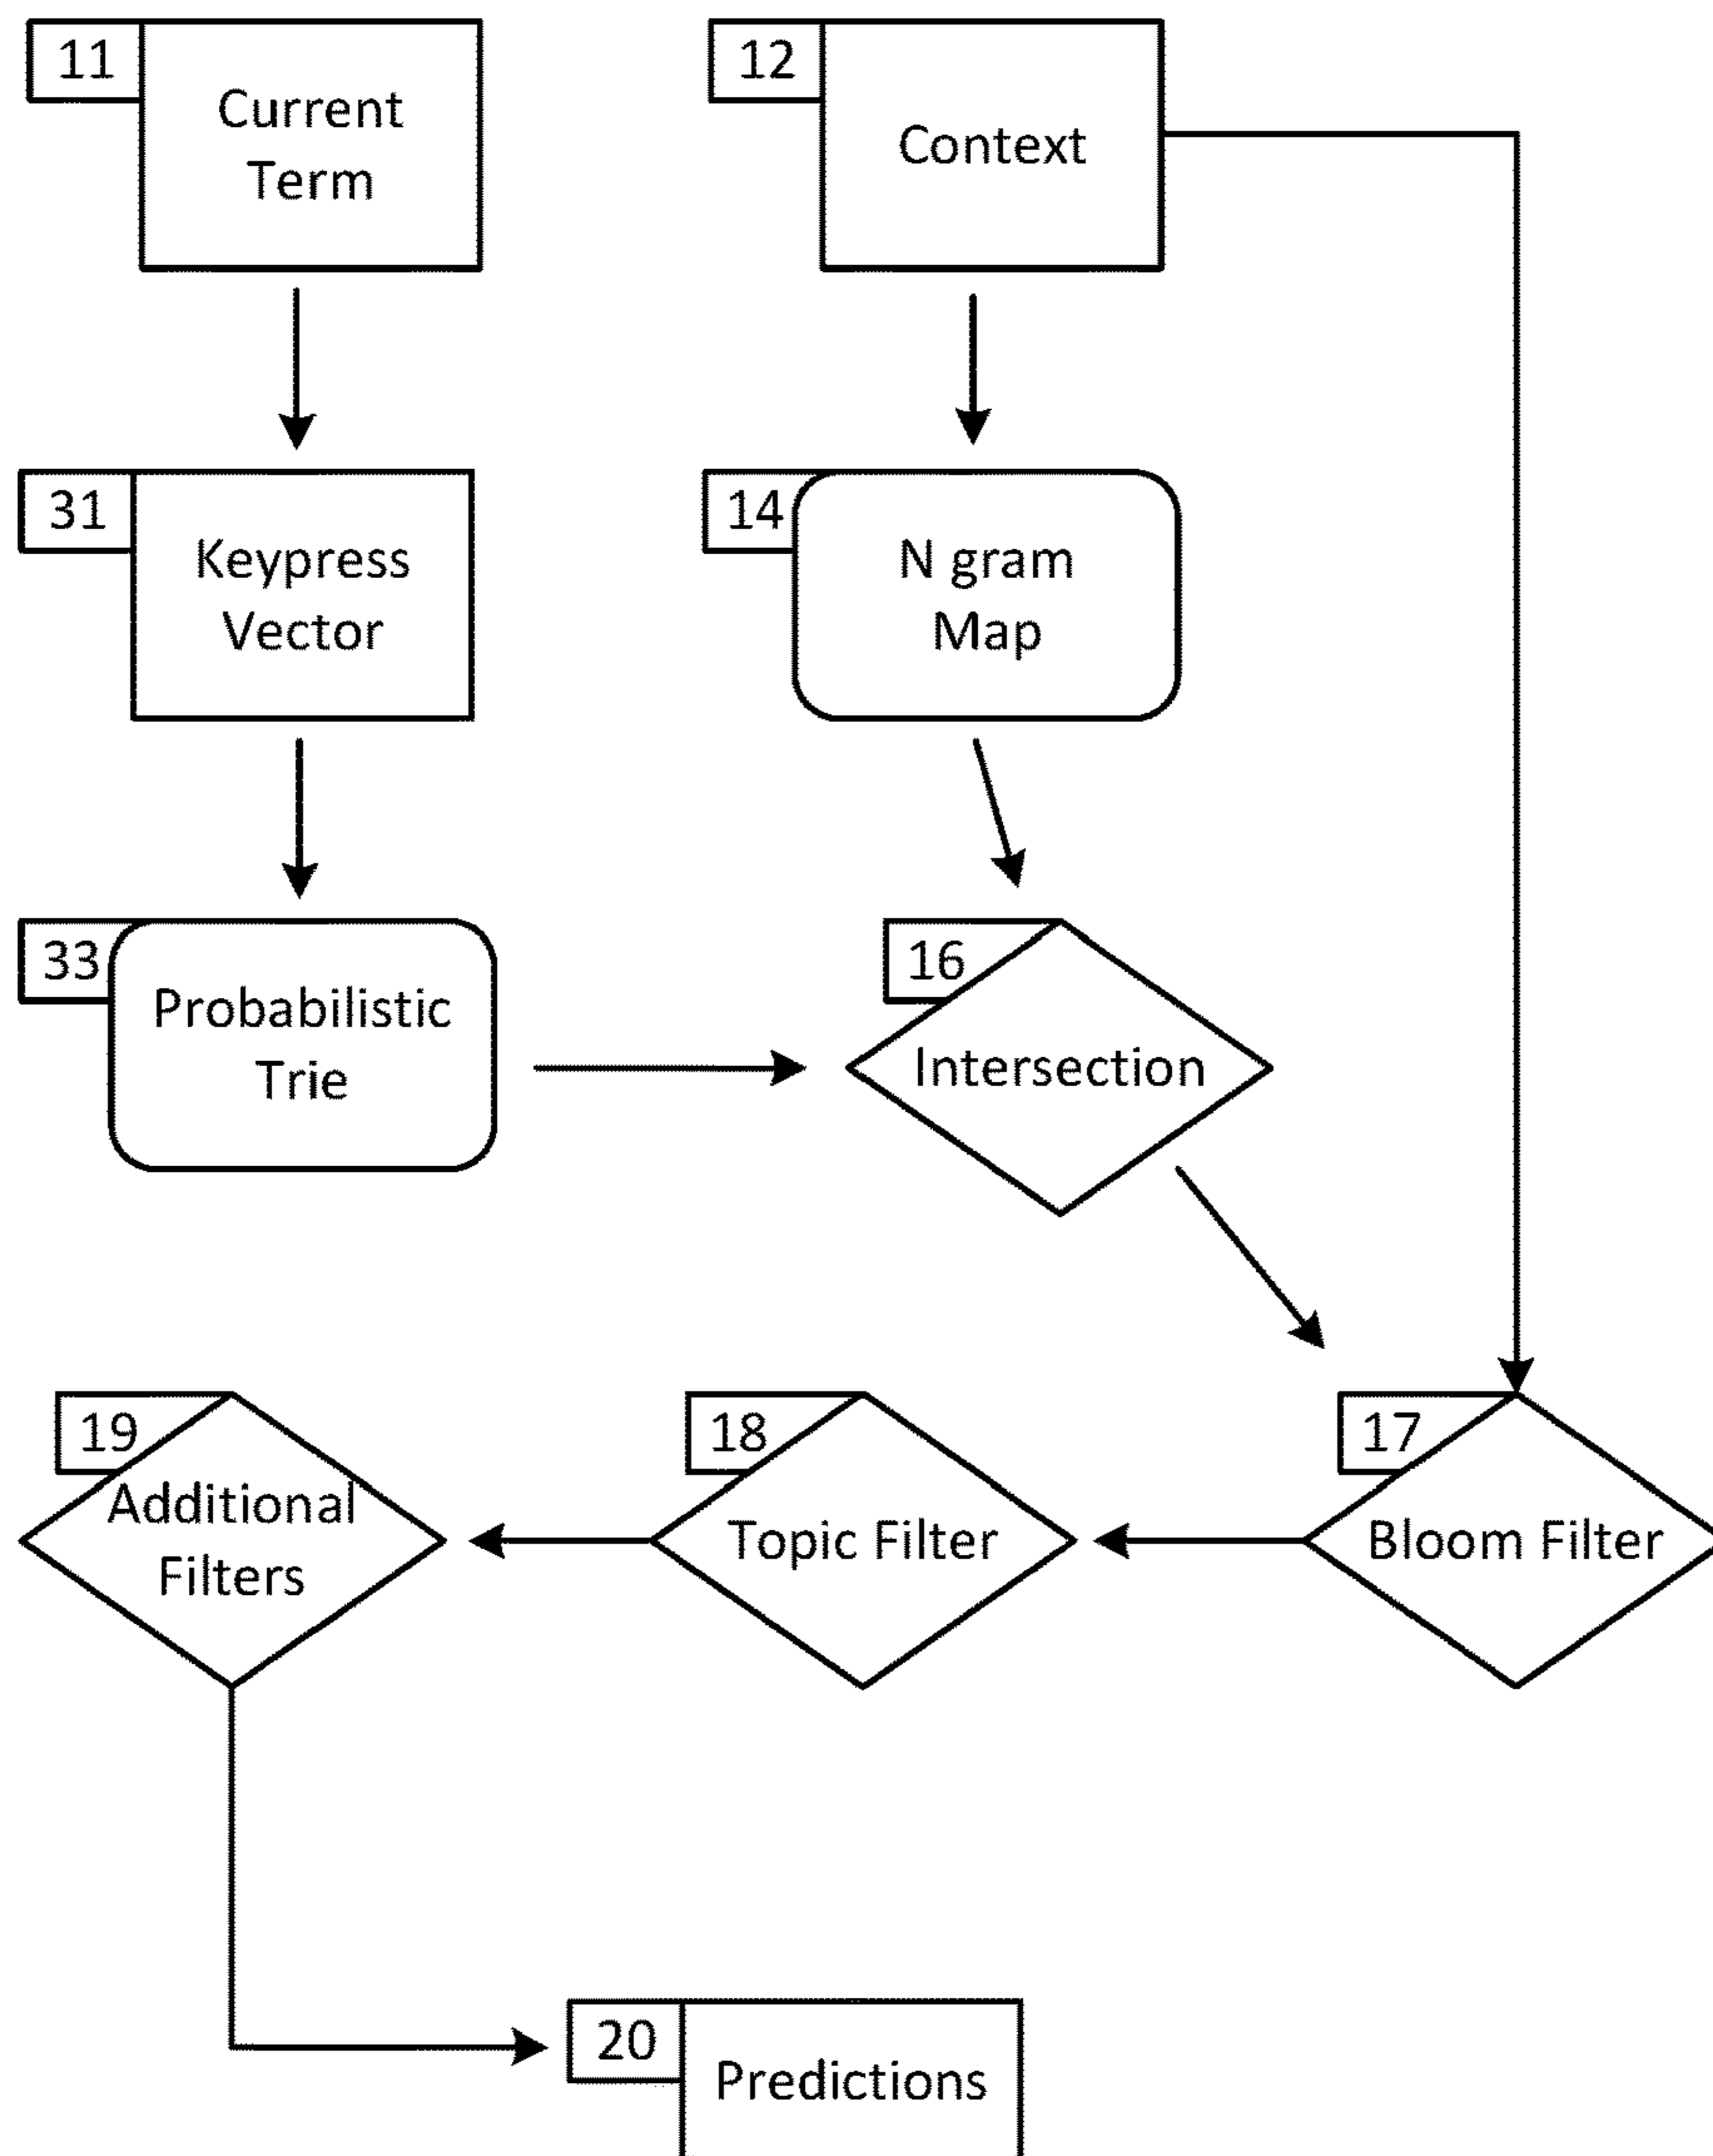 11
Current
Term
12
Context
31
Keypress
Vector
14
N gram
Map
33
Probabilistic
Trie
16
Intersection
19
Additional
Filters
18
Topic Filter
17
Bloom Filter
20
Predictions